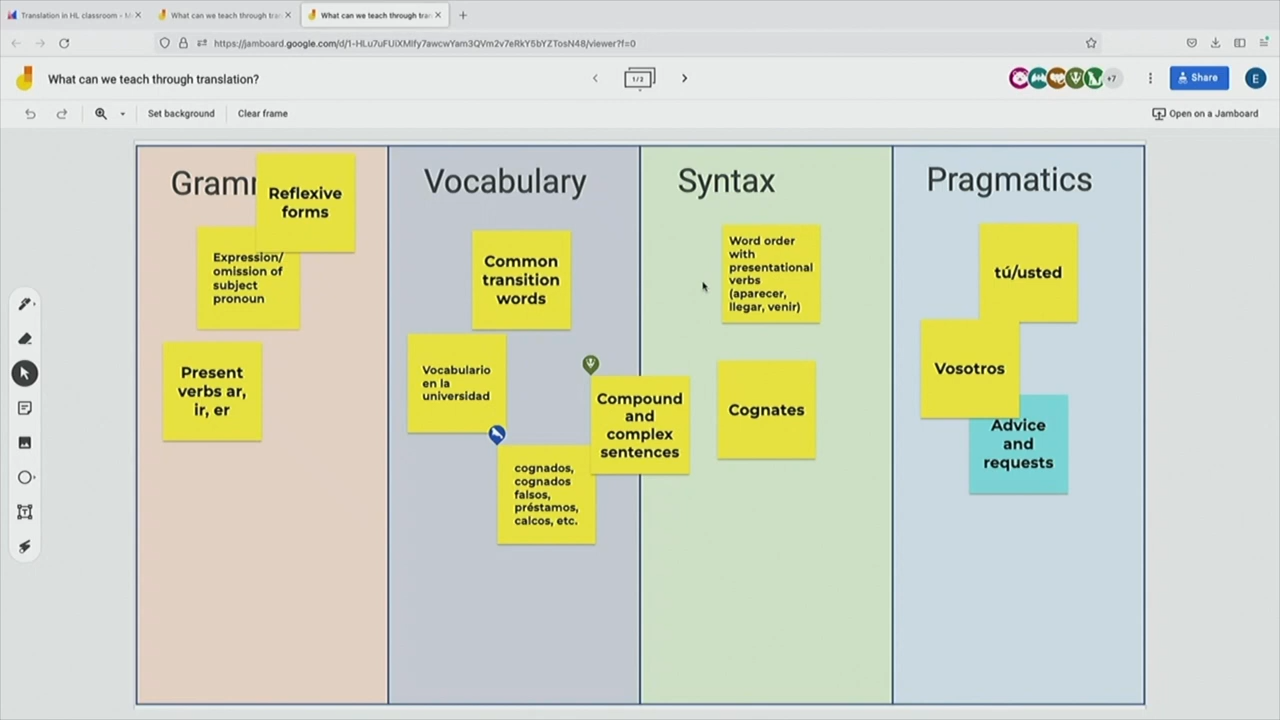 Translation in HL classroom - M
What can we teach through tran
What can we teach through tran
https://jamboard.google.com/d/1-HLu7uFUiXMlfy7awcwYam3QVm2v7eRkY5bYZTosN48/viewer?f=0
What can we teach through translation?
1/2
+7
Share
E
Set background
Clear frame
Open on a Jamboard
Gramm
Reflexive
forms
Expression/
omission of
subject
pronoun
Present
verbs ar,
ir, er
Vocabulary
Common
transition
words
Vocabulario
en la
universidad
cognados,
cognados
falsos,
préstamos,
calcos, etc.
Compound
and
complex
sentences
Syntax
Word order
with
presentational
verbs
(aparecer,
llegar, venir)
Cognates
Pragmatics
tú/usted
Vosotros
Advice
and
requests